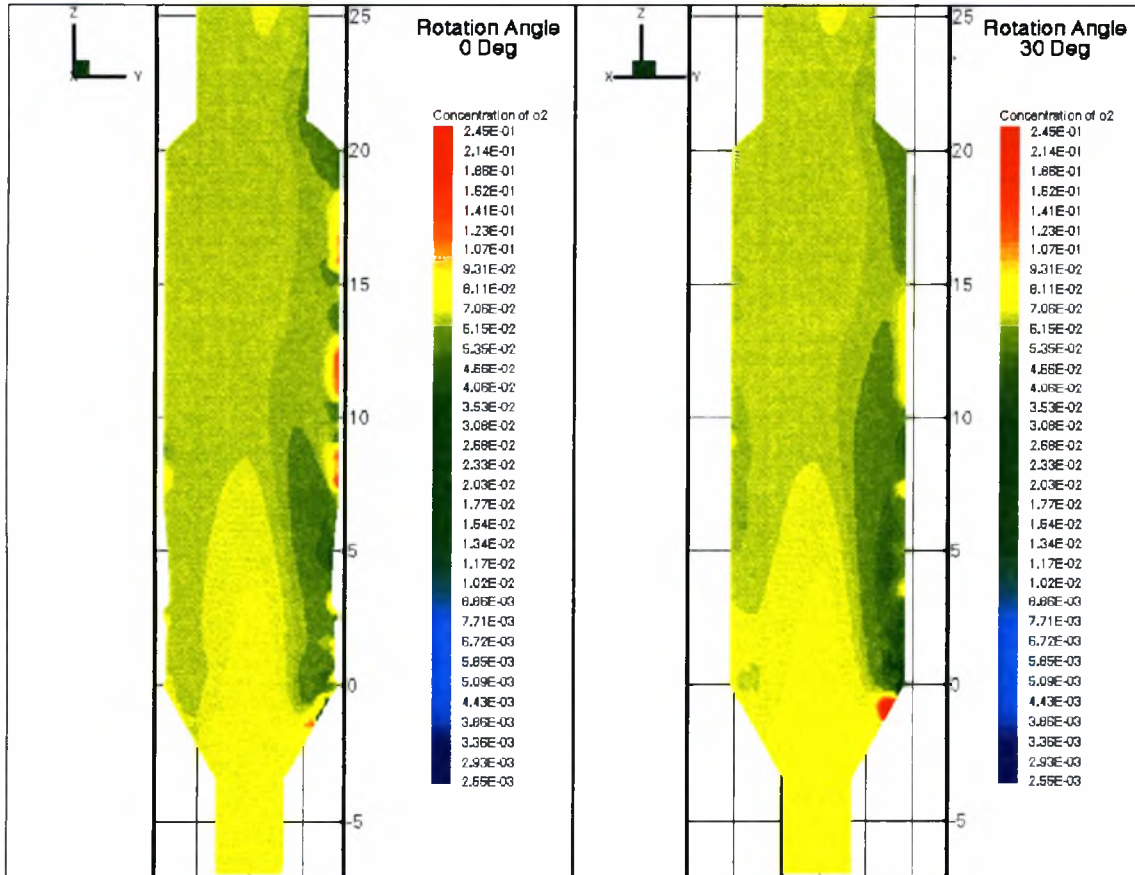 Z
X
Y
Rotation Angle
0 Deg
Concentration of o2
2.45E-01
2.14E-01
1.86E-01
1.62E-01
1.41E-01
1.23E-01
1.07E-01
9.31E-02
8.11E-02
7.06E-02
6.15E-02
5.35E-02
4.66E-02
4.06E-02
3.53E-02
3.08E-02
2.68E-02
2.33E-02
2.03E-02
1.77E-02
1.54E-02
1.34E-02
1.17E-02
1.02E-02
8.86E-03
7.71E-03
6.72E-03
5.85E-03
5.09E-03
4.43E-03
3.86E-03
3.36E-03
2.93E-03
2.55E-03
25
20
15
10
5
0
-5
Z
X
Y
Rotation Angle
30 Deg
Concentration of o2
2.45E-01
2.14E-01
1.86E-01
1.62E-01
1.41E-01
1.23E-01
1.07E-01
9.31E-02
8.11E-02
7.06E-02
6.15E-02
5.35E-02
4.66E-02
4.06E-02
3.53E-02
3.08E-02
2.68E-02
2.33E-02
2.03E-02
1.77E-02
1.54E-02
1.34E-02
1.17E-02
1.02E-02
8.86E-03
7.71E-03
6.72E-03
5.85E-03
5.09E-03
4.43E-03
3.86E-03
3.36E-03
2.93E-03
2.55E-03
25
20
15
10
5
0
-5